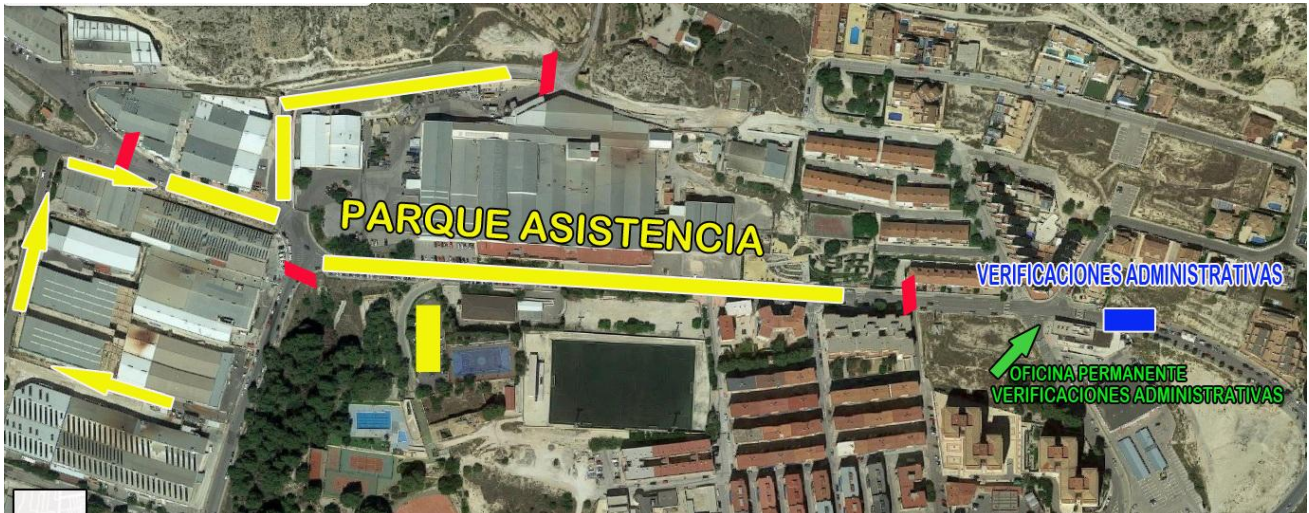 PARQUE ASISTENCIA
VERIFICACIONES ADMINISTRATIVAS
OFICINA PERMANENTE
VERIFICACIONES ADMINISTRATIVAS